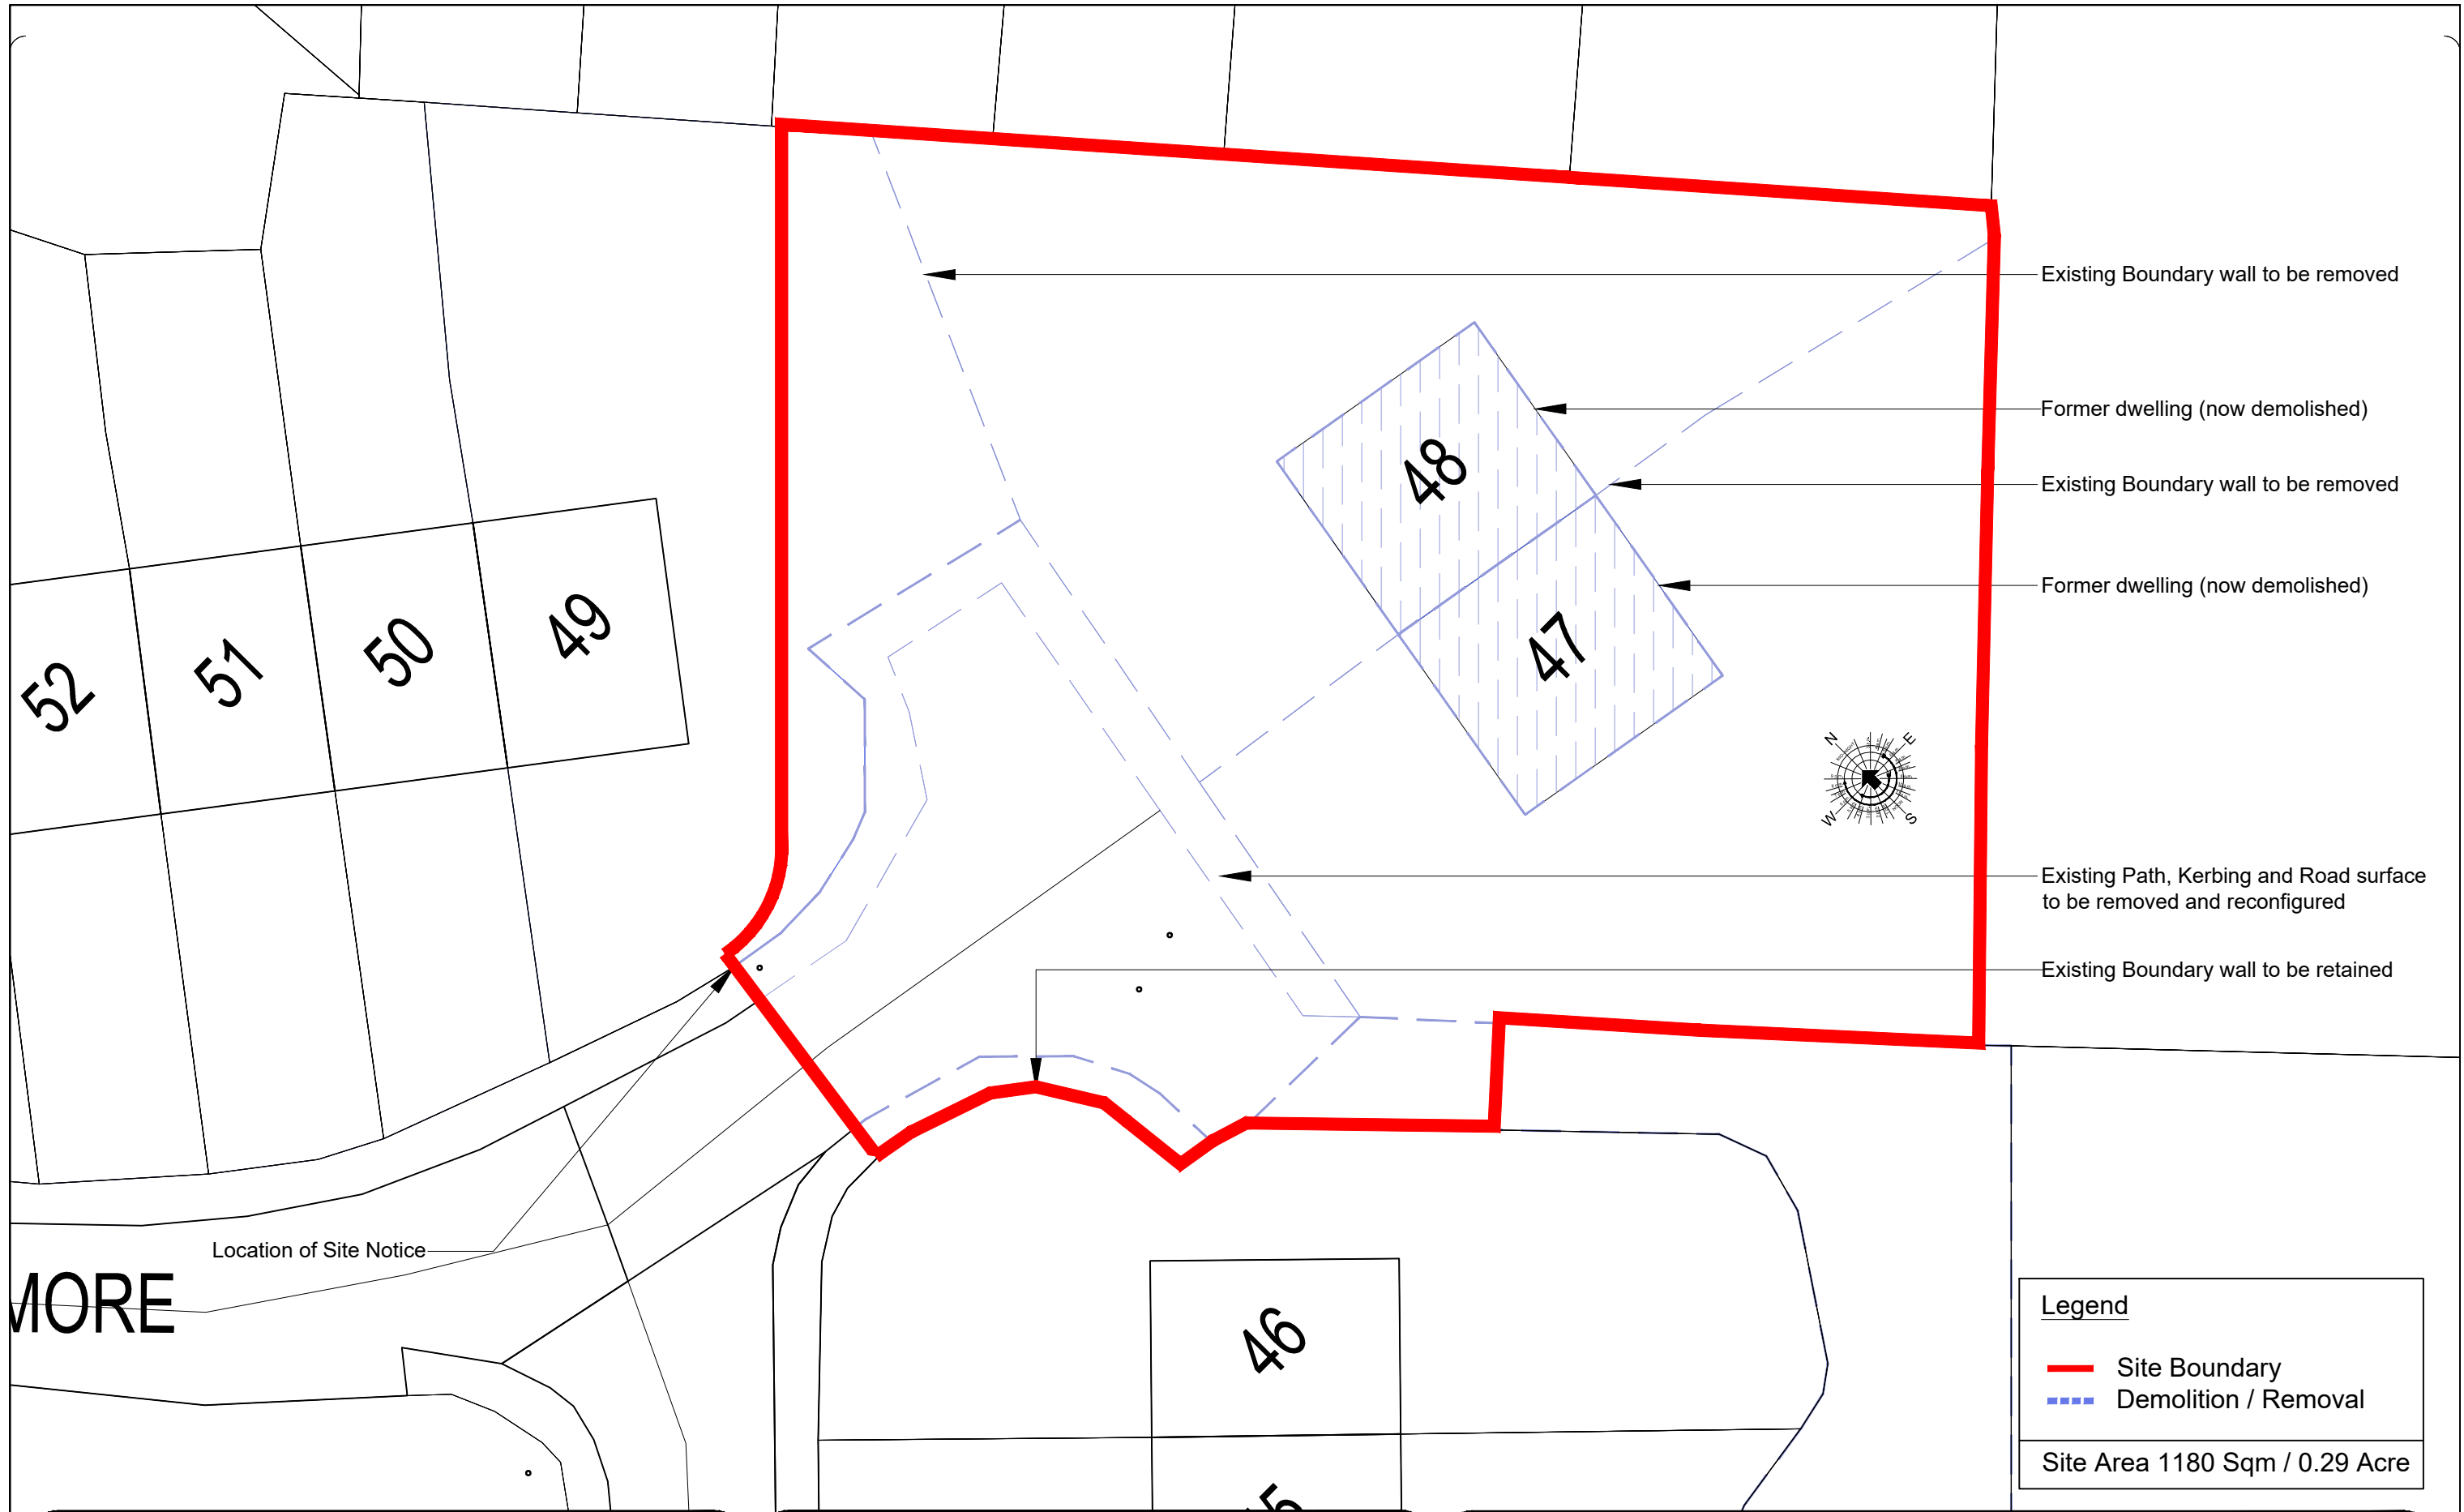 Existing Boundary wall to be removed
Former dwelling (now demolished)
48
Existing Boundary wall to be removed
Former dwelling (now demolished)
47
52
51
50
49
N
E
W
S
Existing Path, Kerbing and Road surface
to be removed and reconfigured
Existing Boundary wall to be retained
Location of Site Notice
MORE
46
Legend
Site Boundary
Demolition / Removal
Site Area 1180 Sqm / 0.29 Acre